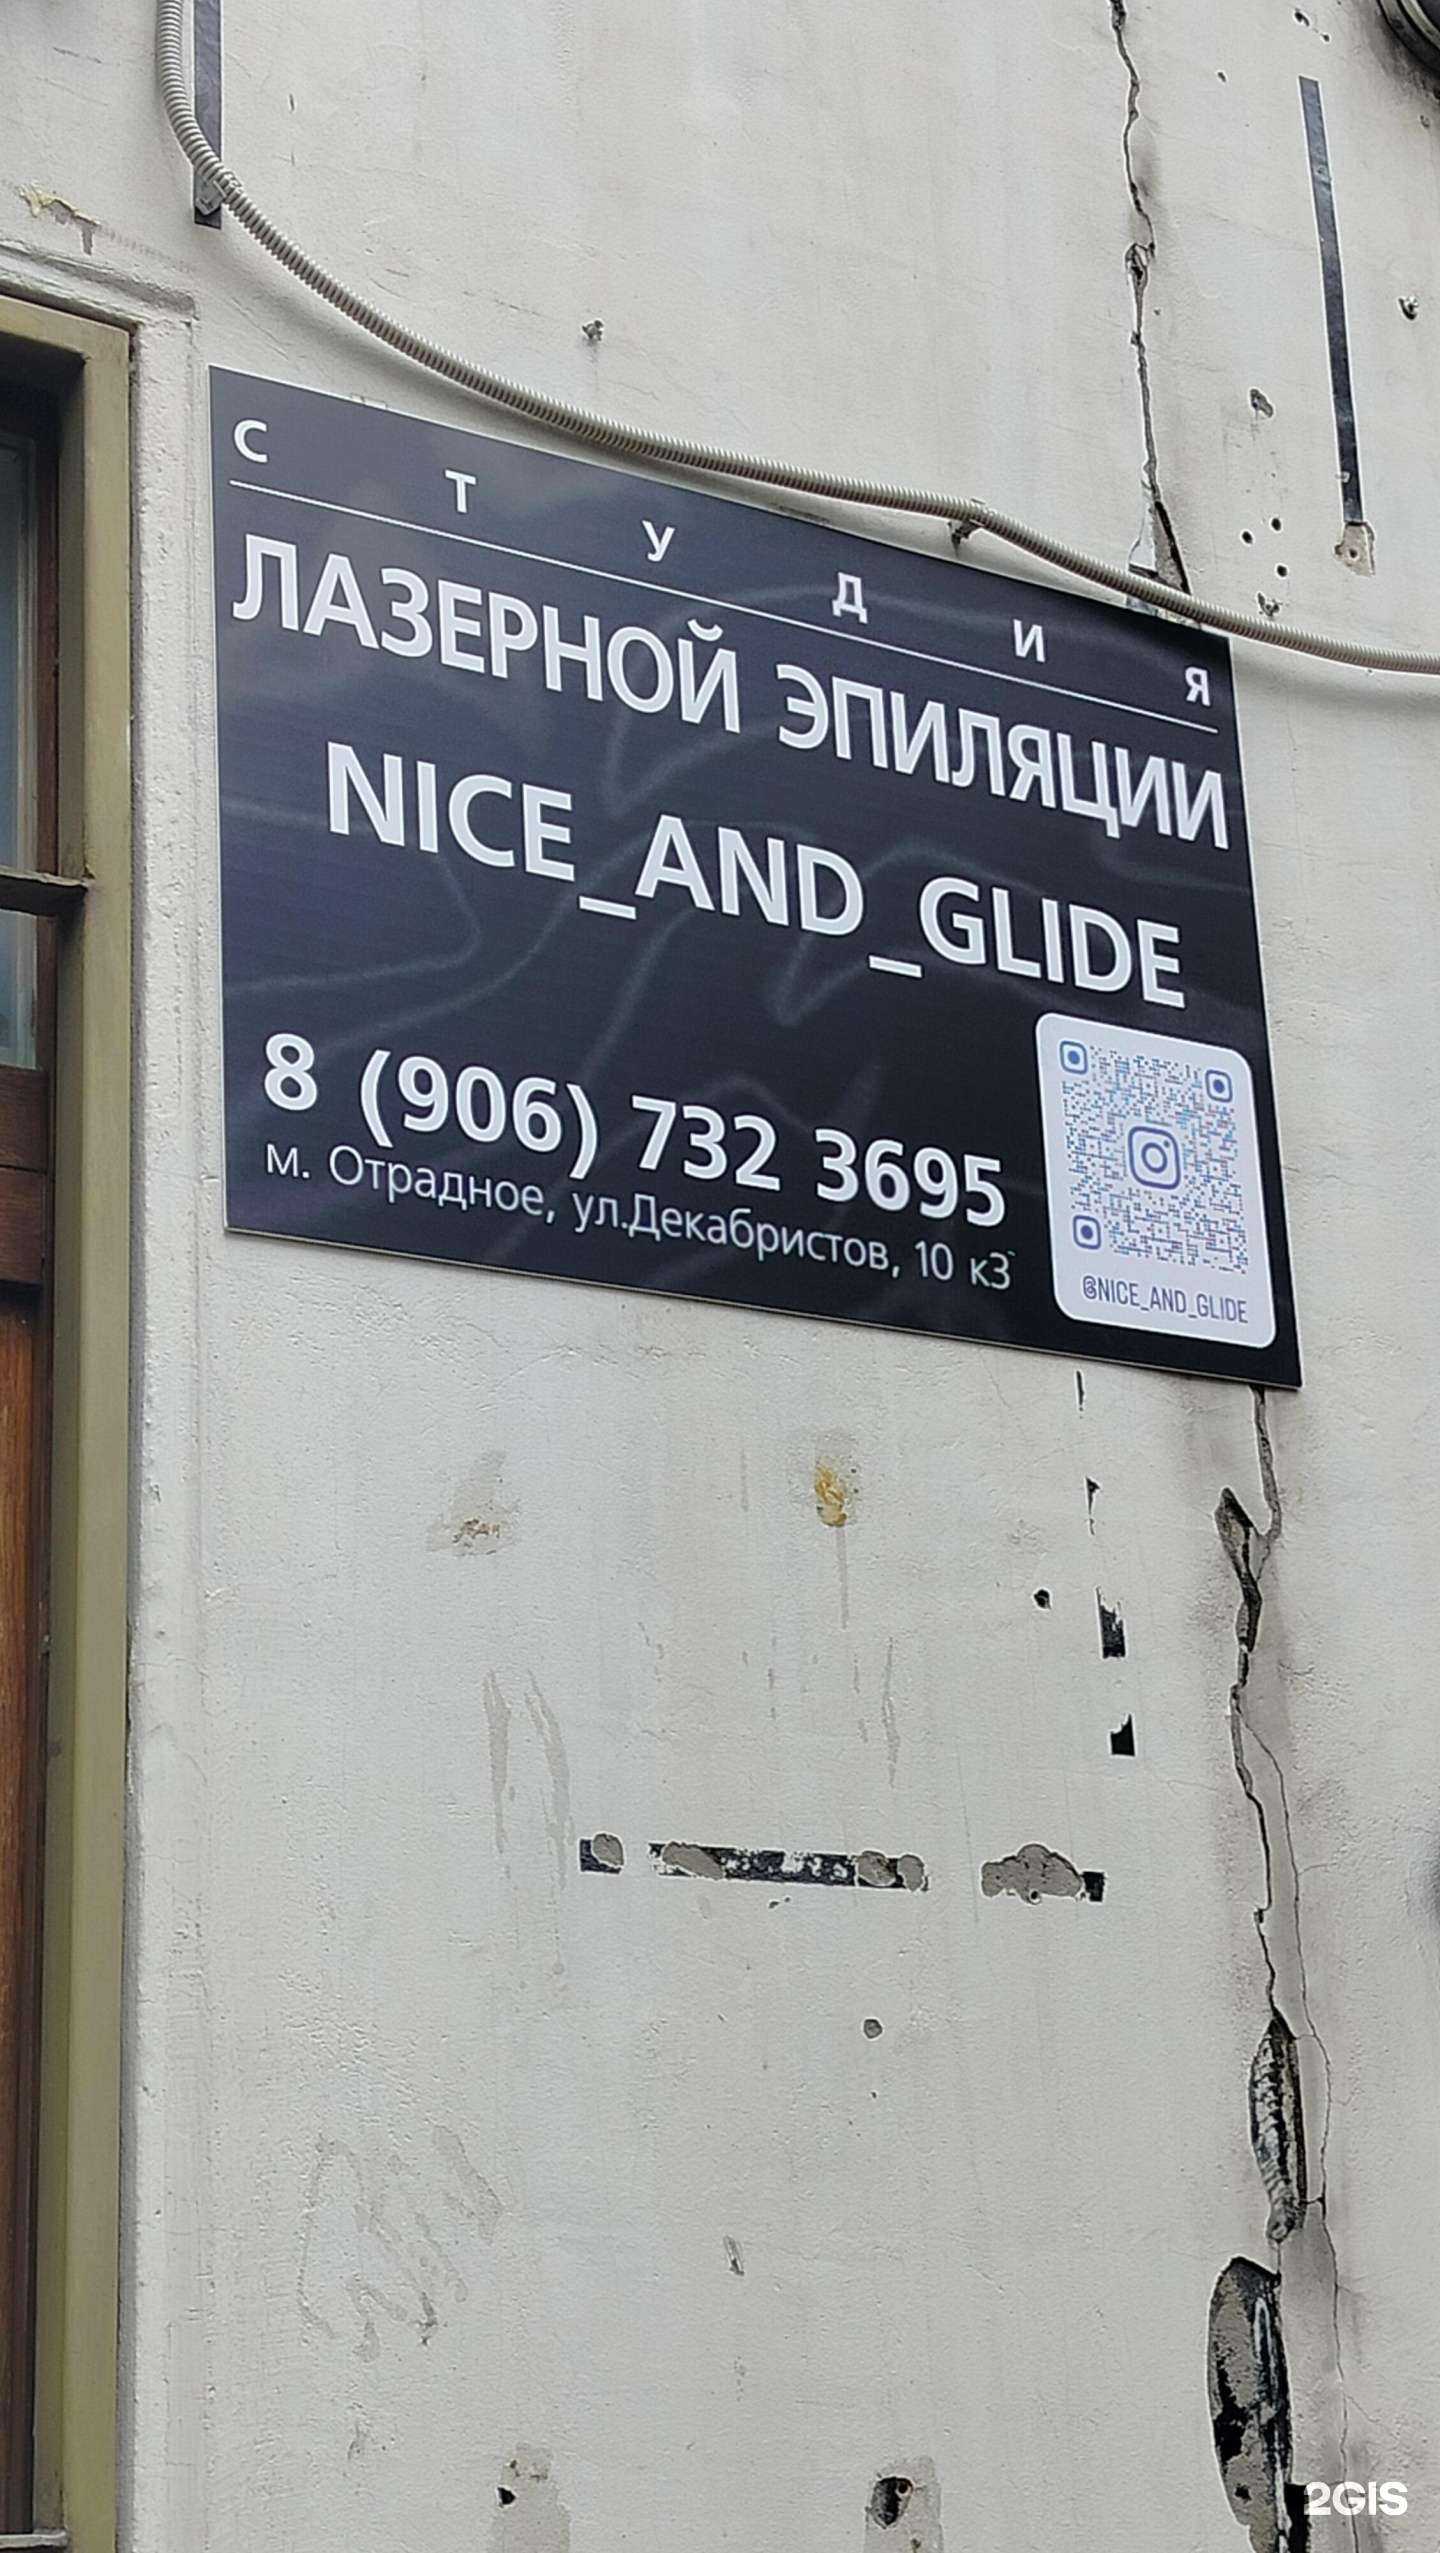 СТУДИЯ
ЛАЗЕРНОЙ ЭПИЛЯЦИИ
NICE_AND_GLIDE
8 (906) 732 3695
м. Отрадное, ул.Декабристов, 10 к3
@NICE_AND_GLIDE
2GIS